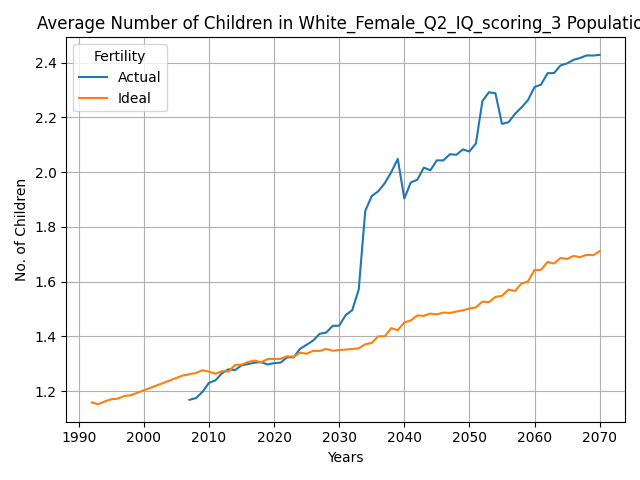 Average Number of Children in White_Female_Q2_IQ_scoring_3 Populatio
Fertility
Actual
Ideal
No. of Children
2.4
2.2
2.0
1.8
1.6
1.4
1.2
1990 2000 2010 2020 2030 2040 2050 2060 2070
Years